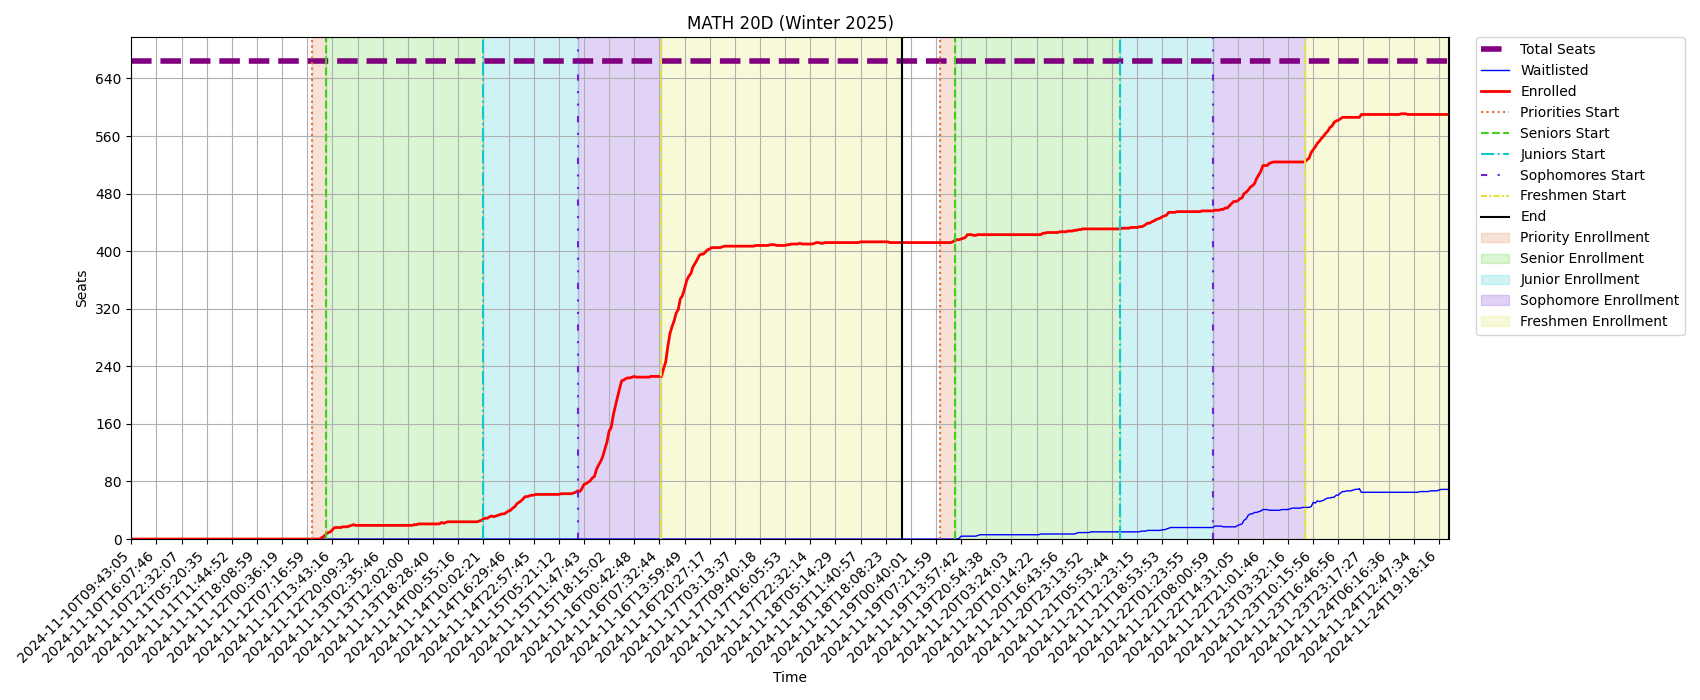 MATH 20D (Winter 2025)
Seats
640
560
480
400
320
240
160
80
0
2024-11-10T09:43:05
2024-11-10T16:07:46
2024-11-10T22:32:07
2024-11-11T05:20:35
2024-11-11T11:44:52
2024-11-11T18:08:59
2024-11-12T00:36:19
2024-11-12T07:16:59
2024-11-12T13:43:16
2024-11-12T20:09:32
2024-11-13T02:35:46
2024-11-13T12:02:00
2024-11-13T18:28:40
2024-11-14T00:55:16
2024-11-14T10:02:21
2024-11-14T16:29:46
2024-11-14T22:57:45
2024-11-15T05:21:12
2024-11-15T11:47:43
2024-11-15T18:15:02
2024-11-16T00:42:48
2024-11-16T07:32:44
2024-11-16T13:59:49
2024-11-16T20:27:17
2024-11-17T03:13:37
2024-11-17T09:40:18
2024-11-17T16:05:53
2024-11-17T22:32:14
2024-11-18T05:14:29
2024-11-18T11:40:57
2024-11-18T18:08:23
2024-11-19T00:40:01
2024-11-19T07:21:59
2024-11-19T13:57:42
2024-11-19T20:54:38
2024-11-20T03:24:03
2024-11-20T10:14:22
2024-11-20T16:43:56
2024-11-20T23:13:52
2024-11-21T05:53:44
2024-11-21T12:23:15
2024-11-21T18:53:53
2024-11-22T01:23:55
2024-11-22T08:00:59
2024-11-22T14:31:05
2024-11-22T21:01:46
2024-11-23T03:32:16
2024-11-23T10:15:56
2024-11-23T16:46:56
2024-11-23T23:17:27
2024-11-24T06:16:36
2024-11-24T12:47:34
2024-11-24T19:18:16
Time
Total Seats
Waitlisted
Enrolled
Priorities Start
Seniors Start
Juniors Start
Sophomores Start
Freshmen Start
End
Priority Enrollment
Senior Enrollment
Junior Enrollment
Sophomore Enrollment
Freshmen Enrollment